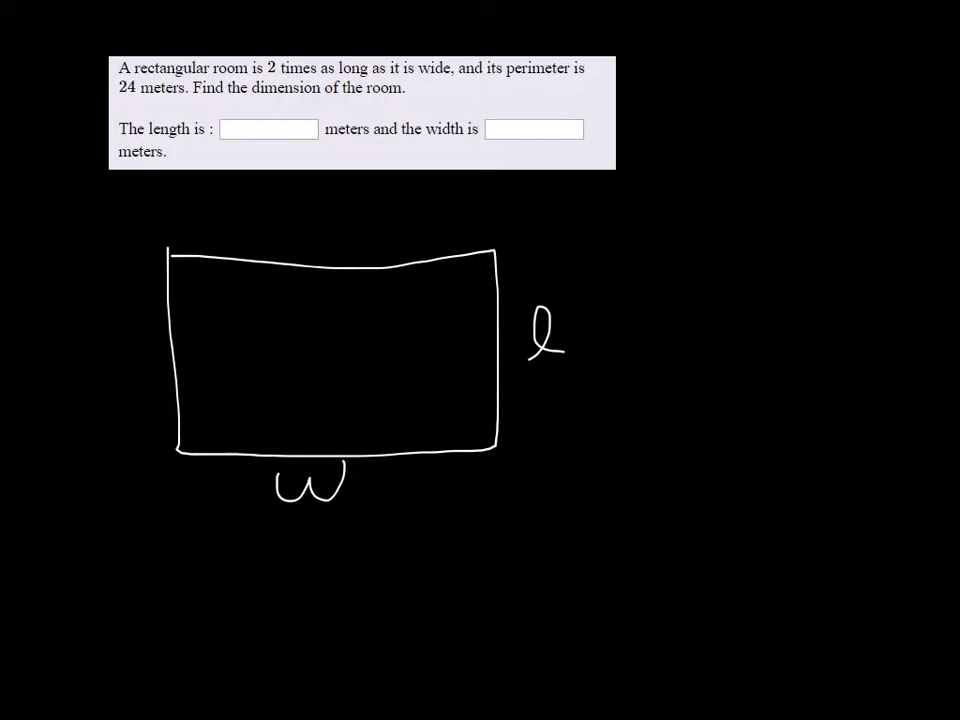 A rectangular room is 2 times as long as it is wide, and its perimeter is
24 meters. Find the dimension of the room.
The length is : meters and the width is
meters.
l
w